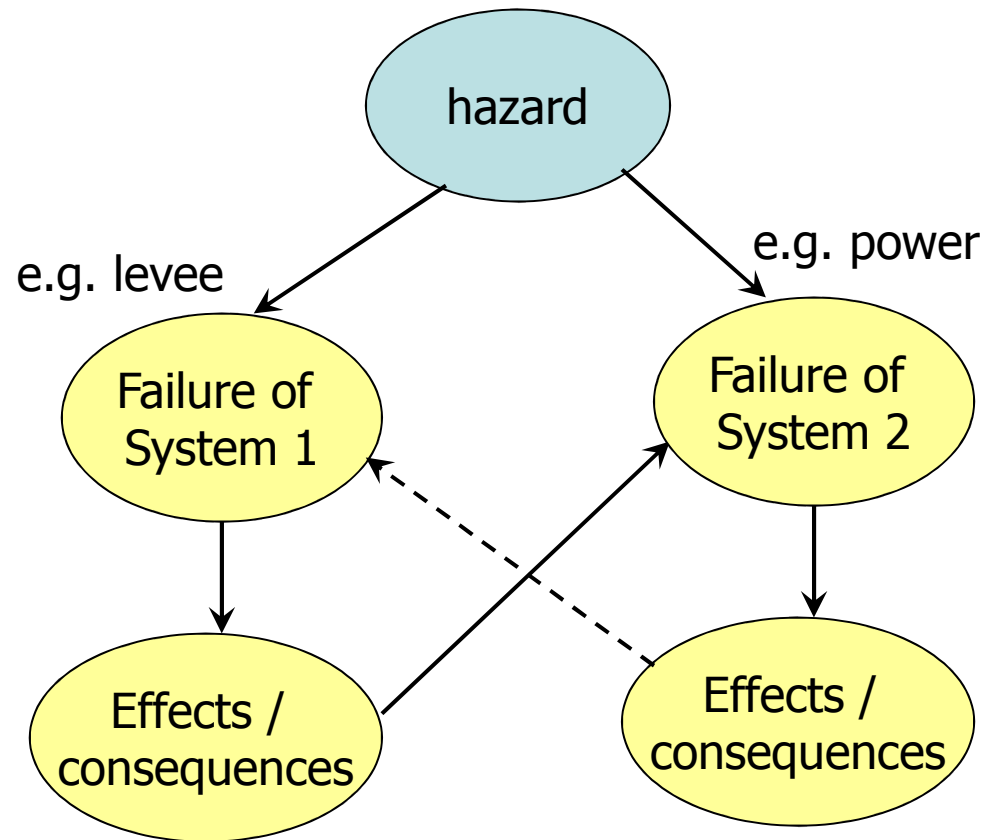 hazard
e.g. levee
e.g. power
Failure of
System 1
Failure of
System 2
Effects /
consequences
Effects /
consequences